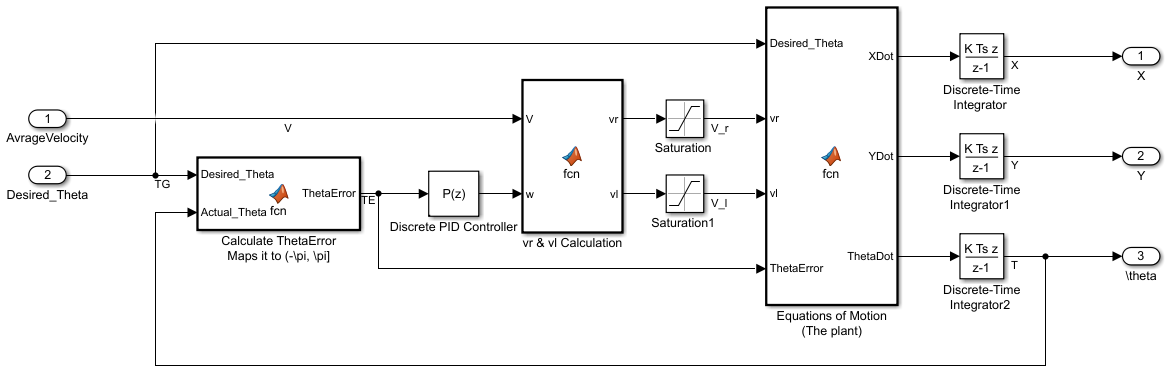 Desired_Theta
XDot
K Ts z
z-1
X
1
X
Discrete-Time
Integrator
1
AvrageVelocity
V
V
vr
fcn
V_r
Saturation
vr
fcn
YDot
K Ts z
z-1
Y
2
Y
Discrete-Time
Integrator1
2
Desired_Theta
TG
Desired_Theta
Actual_Theta
fcn
ThetaError
TE
Calculate ThetaError
Maps it to (-\pi, \pi]
P(z)
Discrete PID Controller
w
vl
vr & vl Calculation
V_l
Saturation1
vl
ThetaError
ThetaDot
Equations of Motion
(The plant)
K Ts z
z-1
T
3
\theta
Discrete-Time
Integrator2